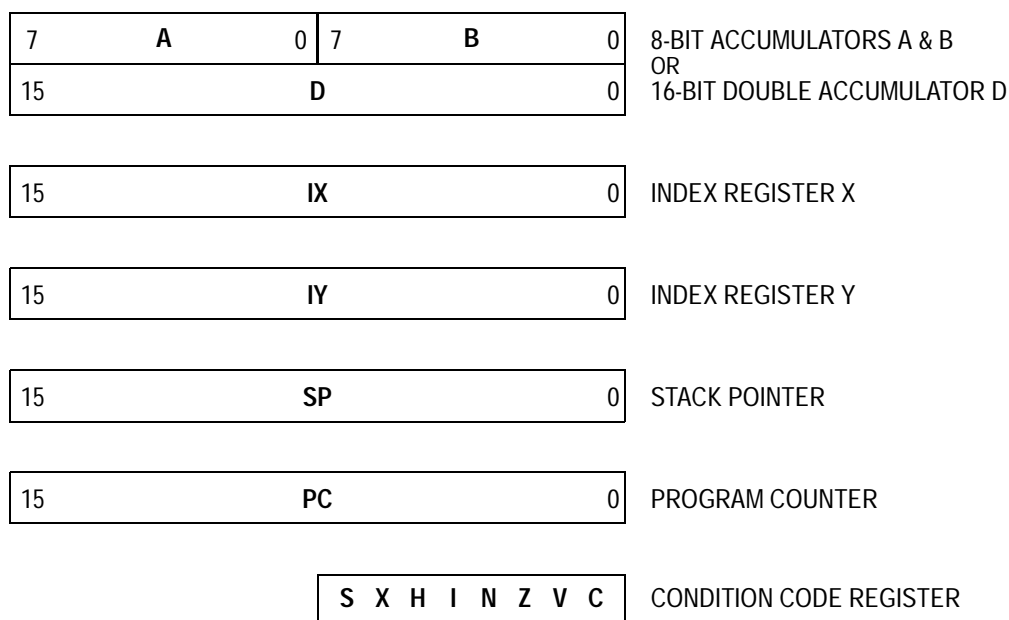 7 A 0 7 B 0 8-BIT ACCUMULATORS A & B
OR
15 D 0 16-BIT DOUBLE ACCUMULATOR D
15 IX 0 INDEX REGISTER X
15 IY 0 INDEX REGISTER Y
15 SP 0 STACK POINTER
15 PC 0 PROGRAM COUNTER
S X H I N Z V C CONDITION CODE REGISTER